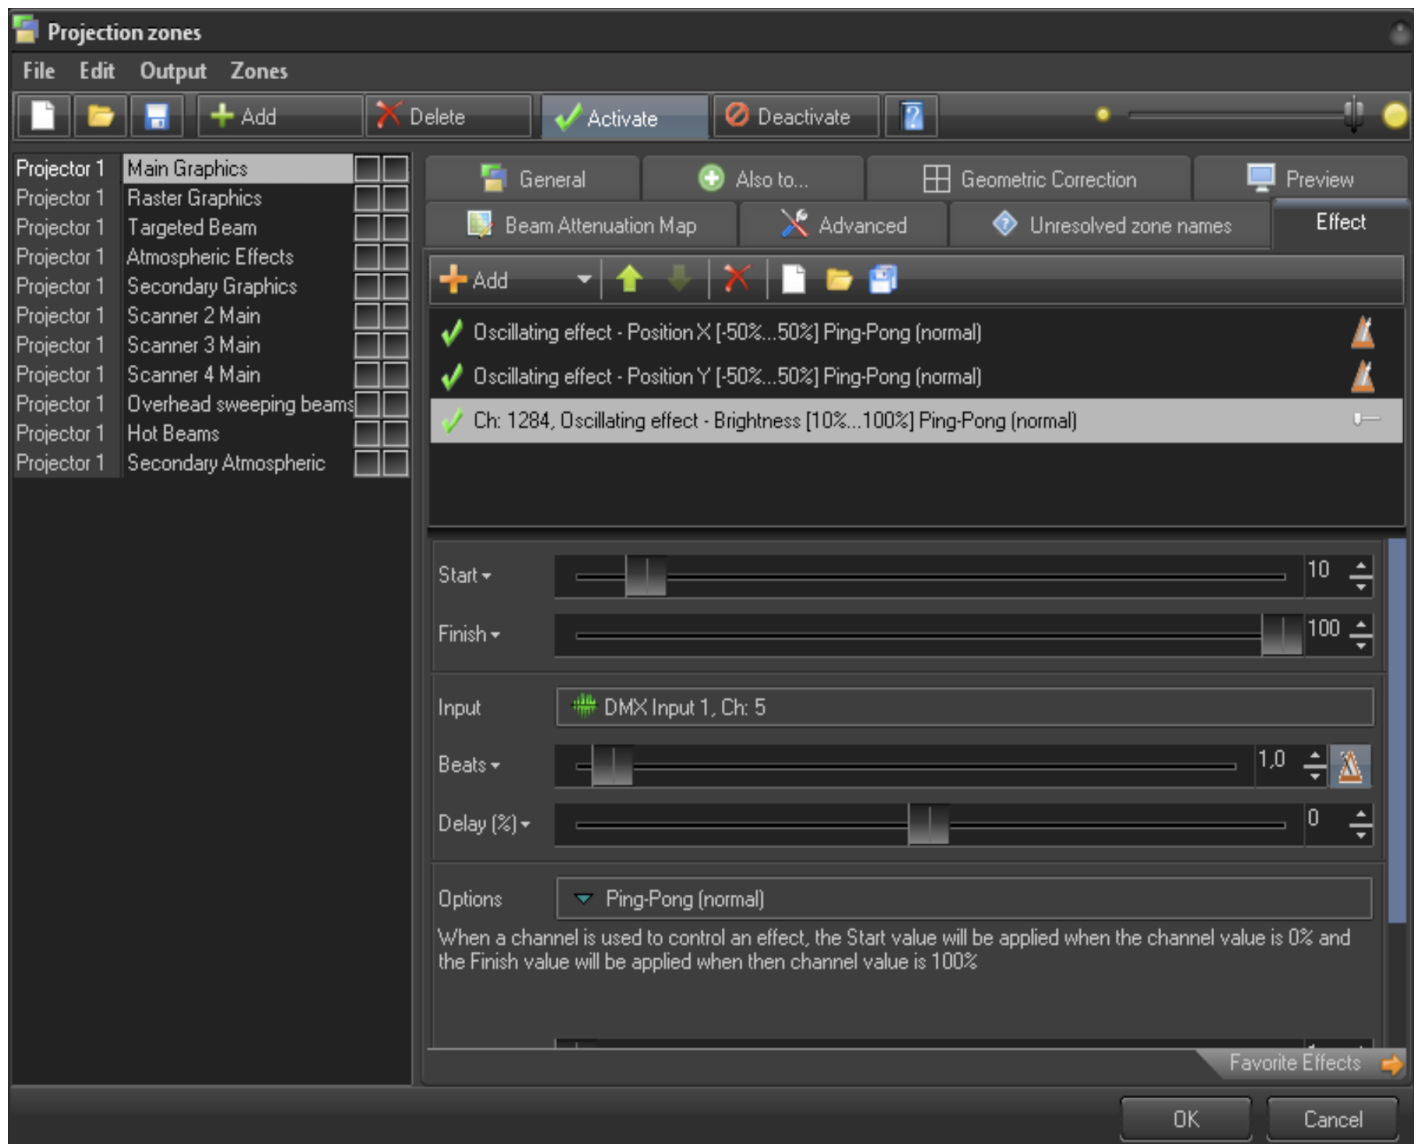 Projection zones
File Edit Output Zones
Add Delete Activate Deactivate
Projector 1 Main Graphics
Projector 1 Raster Graphics
Projector 1 Targeted Beam
Projector 1 Atmospheric Effects
Projector 1 Secondary Graphics
Projector 1 Scanner 2 Main
Projector 1 Scanner 3 Main
Projector 1 Scanner 4 Main
Projector 1 Overhead sweeping beams
Projector 1 Hot Beams
Projector 1 Secondary Atmospheric
General Also to... Geometric Correction Preview
Beam Attenuation Map Advanced Unresolved zone names Effect
Add
Oscillating effect - Position X [-50%...50%] Ping-Pong (normal)
Oscillating effect - Position Y [-50%...50%] Ping-Pong (normal)
Ch: 1284, Oscillating effect - Brightness [10%...100%] Ping-Pong (normal)
Start 10
Finish 100
Input DMX Input 1, Ch: 5
Beats 1,0
Delay (%) 0
Options Ping-Pong (normal)
When a channel is used to control an effect, the Start value will be applied when the channel value is 0% and
the Finish value will be applied when then channel value is 100%
Favorite Effects
OK Cancel